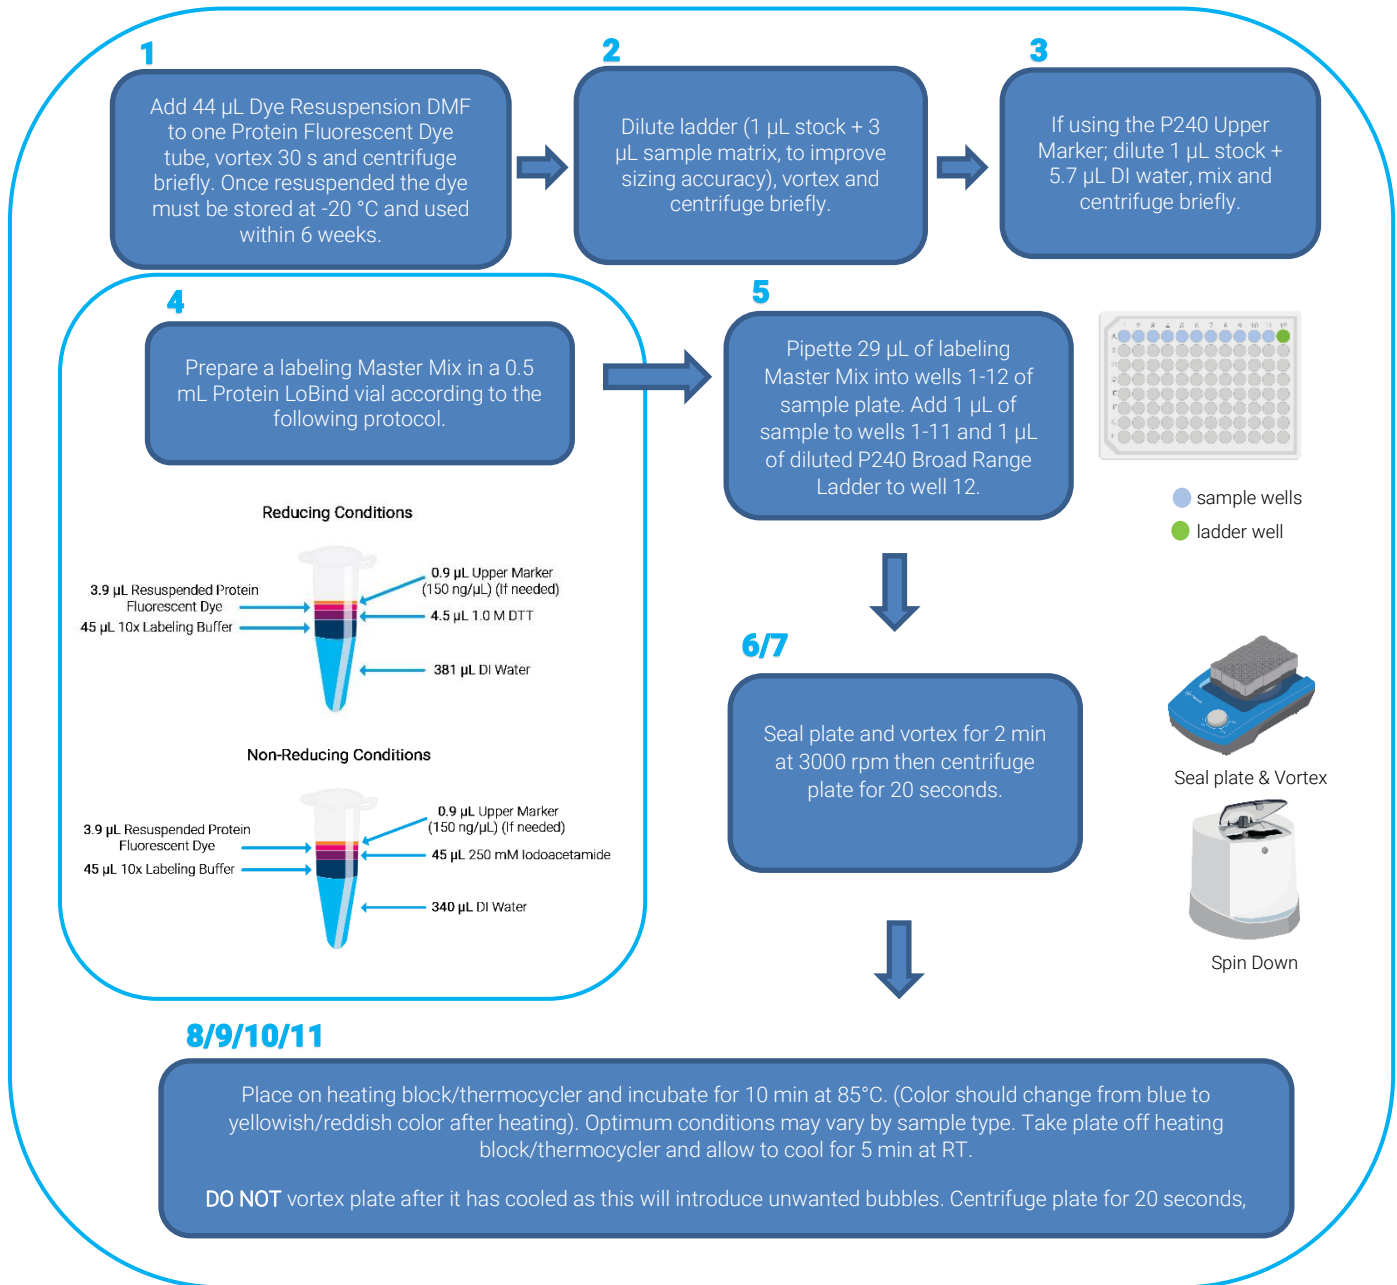 1
Add 44 µL Dye Resuspension DMF
to one Protein Fluorescent Dye
tube, vortex 30 s and centrifuge
briefly. Once resuspended the dye
must be stored at -20 °C and used
within 6 weeks.
2
Dilute ladder (1 µL stock + 3
µL sample matrix, to improve
sizing accuracy), vortex and
centrifuge briefly.
3
If using the P240 Upper
Marker; dilute 1 µL stock +
5.7 µL DI water, mix and
centrifuge briefly.
4
Prepare a labeling Master Mix in a 0.5
mL Protein LoBind vial according to the
following protocol.
Reducing Conditions
3.9 µL Resuspended Protein
Fluorescent Dye
45 µL 10x Labeling Buffer
0.9 µL Upper Marker
(150 ng/µL) (If needed)
4.5 µL 1.0 M DTT
381 µL DI Water
Non-Reducing Conditions
3.9 µL Resuspended Protein
Fluorescent Dye
45 µL 10x Labeling Buffer
0.9 µL Upper Marker
(150 ng/µL) (If needed)
45 µL 250 mM Iodoacetamide
340 µL DI Water
5
Pipette 29 µL of labeling
Master Mix into wells 1-12 of
sample plate. Add 1 µL of
sample to wells 1-11 and 1 µL
of diluted P240 Broad Range
Ladder to well 12.
sample wells
ladder well
6/7
Seal plate and vortex for 2 min
at 3000 rpm then centrifuge
plate for 20 seconds.
Seal plate & Vortex
Spin Down
8/9/10/11
Place on heating block/thermocycler and incubate for 10 min at 85°C. (Color should change from blue to
yellowish/reddish color after heating). Optimum conditions may vary by sample type. Take plate off heating
block/thermocycler and allow to cool for 5 min at RT.
DO NOT vortex plate after it has cooled as this will introduce unwanted bubbles. Centrifuge plate for 20 seconds,